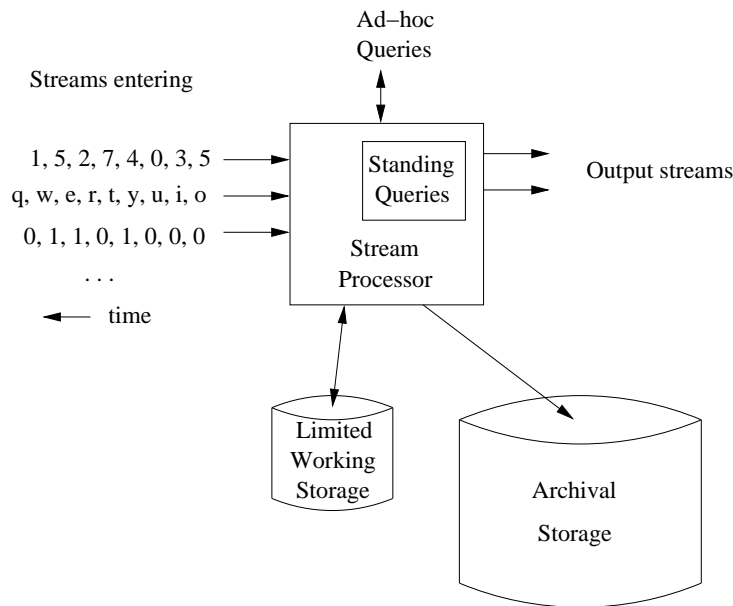 Ad−hoc
Queries
Streams entering
1, 5, 2, 7, 4, 0, 3, 5
q, w, e, r, t, y, u, i, o
0, 1, 1, 0, 1, 0, 0, 0
. . .
time
Standing
Queries
Stream
Processor
Output streams
Limited
Working
Storage
Archival
Storage